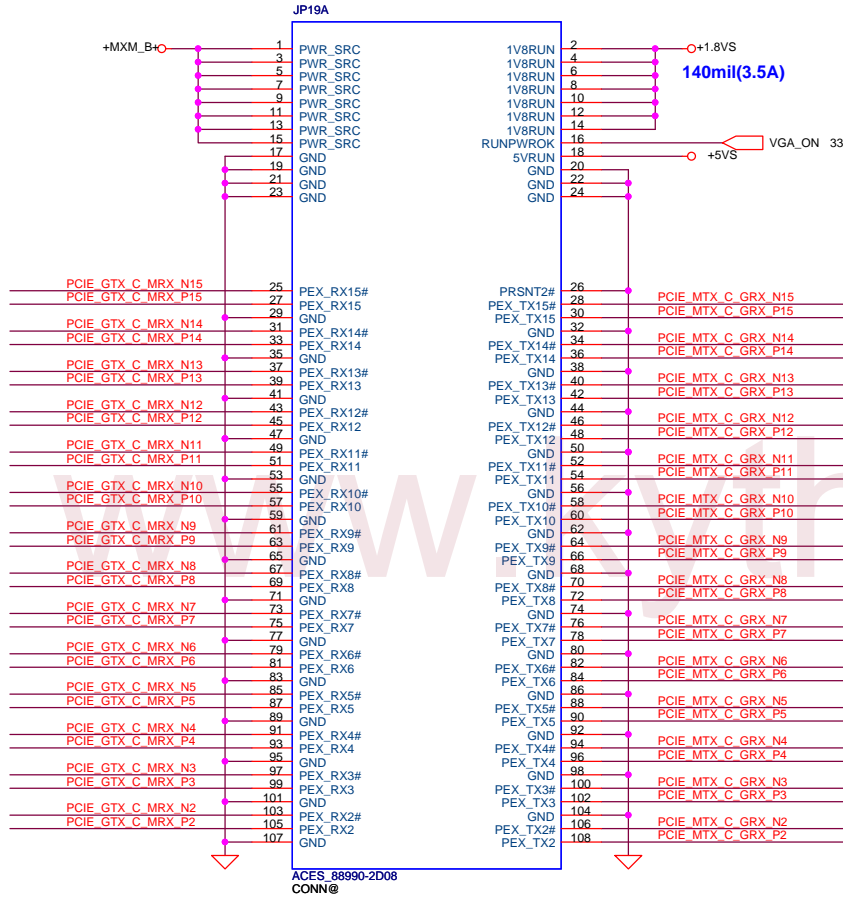 JP19A
+MXM_B+ 1 PWR_SRC 1V8RUN 2 +1.8VS
3 PWR_SRC 1V8RUN 4
5 PWR_SRC 1V8RUN 6 140mil(3.5A)
7 PWR_SRC 1V8RUN 8
9 PWR_SRC 1V8RUN 10
11 PWR_SRC 1V8RUN 12
13 PWR_SRC 1V8RUN 14
15 PWR_SRC RUNPWROK 16 VGA_ON 33
17 GND 5VRUN 18 +5VS
19 GND GND 20
21 GND GND 22
23 GND GND 24
PCIE_GTX_C_MRX_N15 25 PEX_RX15# PRSNT2# 26
PCIE_GTX_C_MRX_P15 27 PEX_RX15 PEX_TX15# 28 PCIE_MTX_C_GRX_N15
29 GND PEX_TX15 30 PCIE_MTX_C_GRX_P15
PCIE_GTX_C_MRX_N14 31 PEX_RX14# GND 32
PCIE_GTX_C_MRX_P14 33 PEX_RX14 PEX_TX14# 34 PCIE_MTX_C_GRX_N14
35 GND PEX_TX14 36 PCIE_MTX_C_GRX_P14
PCIE_GTX_C_MRX_N13 37 PEX_RX13# GND 38
PCIE_GTX_C_MRX_P13 39 PEX_RX13 PEX_TX13# 40 PCIE_MTX_C_GRX_N13
41 GND PEX_TX13 42 PCIE_MTX_C_GRX_P13
PCIE_GTX_C_MRX_N12 43 PEX_RX12# GND 44
PCIE_GTX_C_MRX_P12 45 PEX_RX12 PEX_TX12# 46 PCIE_MTX_C_GRX_N12
47 GND PEX_TX12 48 PCIE_MTX_C_GRX_P12
PCIE_GTX_C_MRX_N11 49 PEX_RX11# GND 50
PCIE_GTX_C_MRX_P11 51 PEX_RX11 PEX_TX11# 52 PCIE_MTX_C_GRX_N11
53 GND PEX_TX11 54 PCIE_MTX_C_GRX_P11
PCIE_GTX_C_MRX_N10 55 PEX_RX10# GND 56
PCIE_GTX_C_MRX_P10 57 PEX_RX10 PEX_TX10# 58 PCIE_MTX_C_GRX_N10
59 GND PEX_TX10 60 PCIE_MTX_C_GRX_P10
PCIE_GTX_C_MRX_N9 61 PEX_RX9# GND 62
PCIE_GTX_C_MRX_P9 63 PEX_RX9 PEX_TX9# 64 PCIE_MTX_C_GRX_N9
65 GND PEX_TX9 66 PCIE_MTX_C_GRX_P9
PCIE_GTX_C_MRX_N8 67 PEX_RX8# GND 68
PCIE_GTX_C_MRX_P8 69 PEX_RX8 PEX_TX8# 70 PCIE_MTX_C_GRX_N8
71 GND PEX_TX8 72 PCIE_MTX_C_GRX_P8
PCIE_GTX_C_MRX_N7 73 PEX_RX7# GND 74
PCIE_GTX_C_MRX_P7 75 PEX_RX7 PEX_TX7# 76 PCIE_MTX_C_GRX_N7
77 GND PEX_TX7 78 PCIE_MTX_C_GRX_P7
PCIE_GTX_C_MRX_N6 79 PEX_RX6# GND 80
PCIE_GTX_C_MRX_P6 81 PEX_RX6 PEX_TX6# 82 PCIE_MTX_C_GRX_N6
83 GND PEX_TX6 84 PCIE_MTX_C_GRX_P6
PCIE_GTX_C_MRX_N5 85 PEX_RX5# GND 86
PCIE_GTX_C_MRX_P5 87 PEX_RX5 PEX_TX5# 88 PCIE_MTX_C_GRX_N5
89 GND PEX_TX5 90 PCIE_MTX_C_GRX_P5
PCIE_GTX_C_MRX_N4 91 PEX_RX4# GND 92
PCIE_GTX_C_MRX_P4 93 PEX_RX4 PEX_TX4# 94 PCIE_MTX_C_GRX_N4
95 GND PEX_TX4 96 PCIE_MTX_C_GRX_P4
PCIE_GTX_C_MRX_N3 97 PEX_RX3# GND 98
PCIE_GTX_C_MRX_P3 99 PEX_RX3 PEX_TX3# 100 PCIE_MTX_C_GRX_N3
101 GND PEX_TX3 102 PCIE_MTX_C_GRX_P3
PCIE_GTX_C_MRX_N2 103 PEX_RX2# GND 104
PCIE_GTX_C_MRX_P2 105 PEX_RX2 PEX_TX2# 106 PCIE_MTX_C_GRX_N2
107 GND PEX_TX2 108 PCIE_MTX_C_GRX_P2
ACES_88990-2D08
CONN@
www.kyth